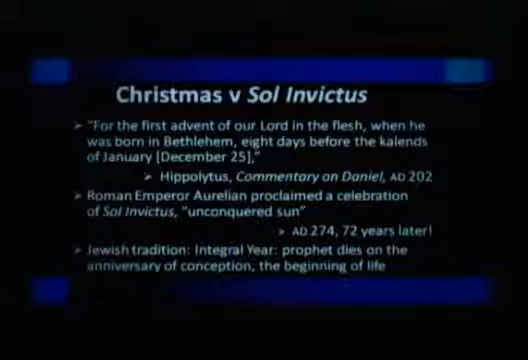 Christmas v Sol Invictus
➢ "For the first advent of our Lord in the flesh, when he
was born in Bethlehem, eight days before the kalends
of January [December 25],"
➢ Hippolytus, Commentary on Daniel, AD 202
➢ Roman Emperor Aurelian proclaimed a celebration
of Sol Invictus, "unconquered sun"
➢ AD 274, 72 years later!
➢ Jewish tradition: Integral Year: prophet dies on the
anniversary of conception, the beginning of life